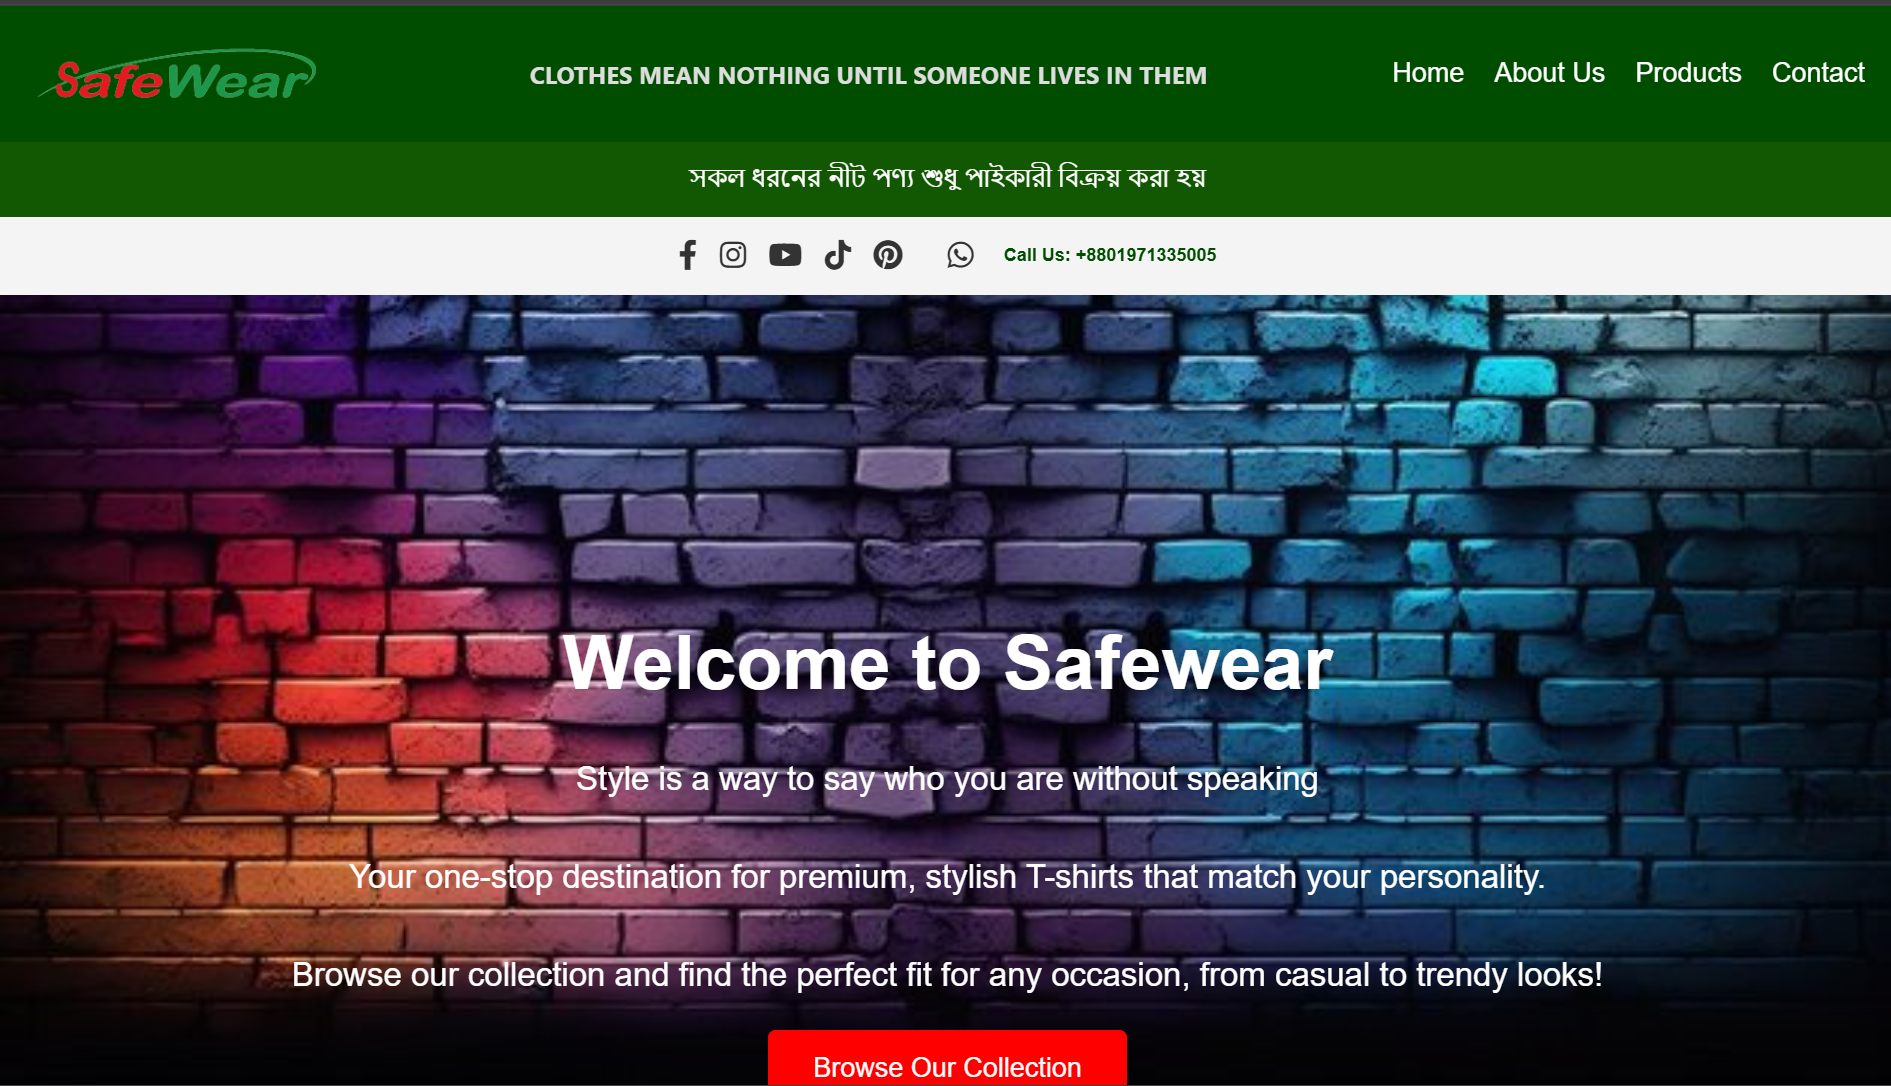 SafeWear
CLOTHES MEAN NOTHING UNTIL SOMEONE LIVES IN THEM
Home About Us Products Contact
সকল ধরনের নীট পণ্য শুধু পাইকারী বিক্রয় করা হয়
Call Us: +8801971335005
Welcome to Safewear
Style is a way to say who you are without speaking
Your one-stop destination for premium, stylish T-shirts that match your personality.
Browse our collection and find the perfect fit for any occasion, from casual to trendy looks!
Browse Our Collection